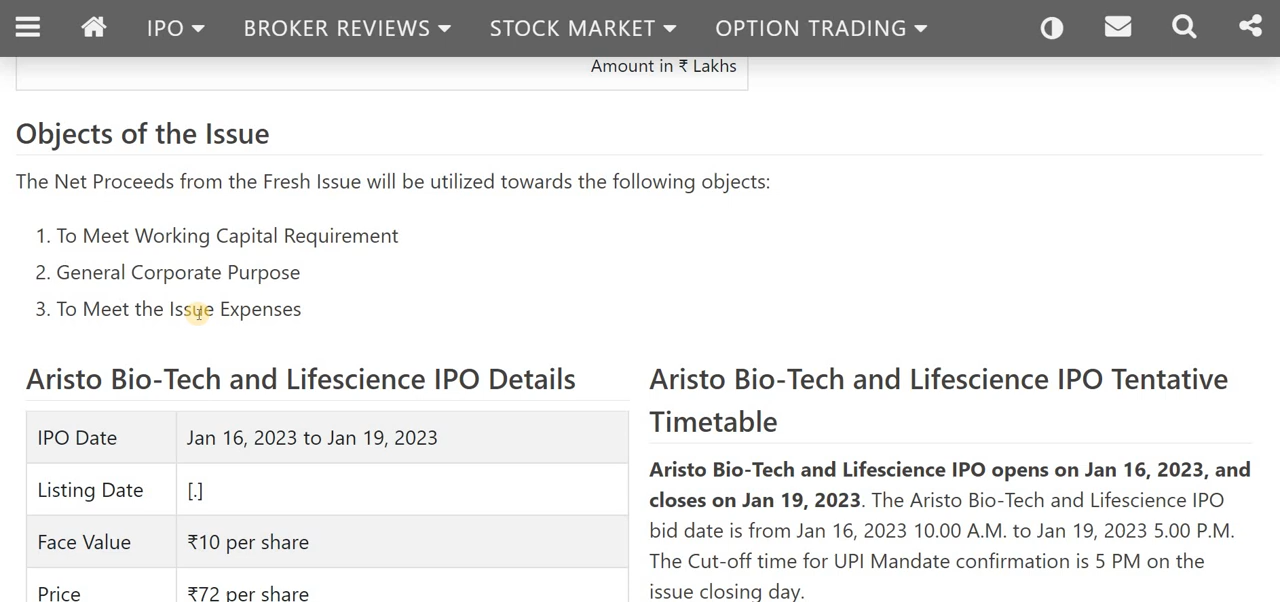 IPO BROKER REVIEWS STOCK MARKET OPTION TRADING
Amount in ₹ Lakhs
Objects of the Issue
The Net Proceeds from the Fresh Issue will be utilized towards the following objects:
1. To Meet Working Capital Requirement
2. General Corporate Purpose
3. To Meet the Issue Expenses
Aristo Bio-Tech and Lifescience IPO Details
IPO Date Jan 16, 2023 to Jan 19, 2023
Listing Date [.]
Face Value ₹10 per share
Price ₹72 per share
Aristo Bio-Tech and Lifescience IPO Tentative
Timetable
Aristo Bio-Tech and Lifescience IPO opens on Jan 16, 2023, and
closes on Jan 19, 2023. The Aristo Bio-Tech and Lifescience IPO
bid date is from Jan 16, 2023 10.00 A.M. to Jan 19, 2023 5.00 P.M.
The Cut-off time for UPI Mandate confirmation is 5 PM on the
issue closing day.